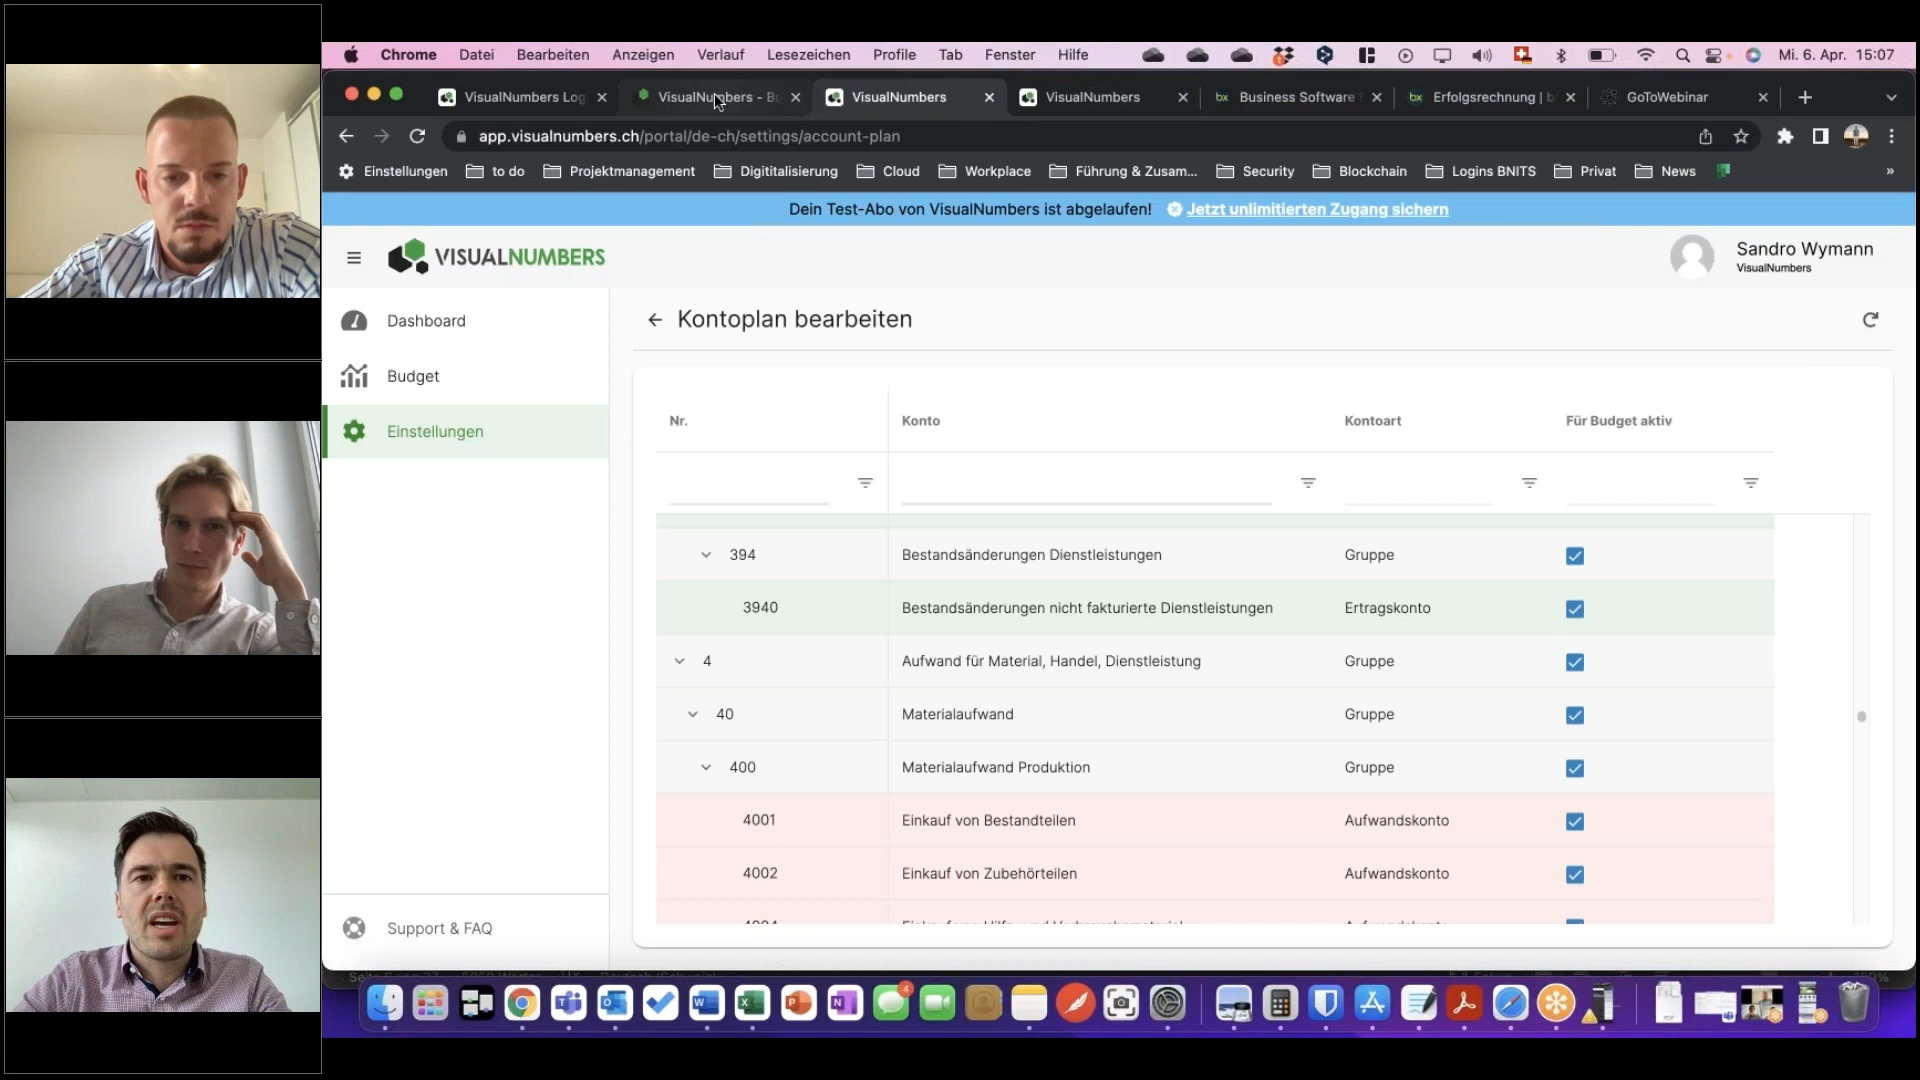 Chrome Datei Bearbeiten Anzeigen Verlauf Lesezeichen Profile Tab Fenster Hilfe Mi. 6. Apr. 15:07
VisualNumbers Log VisualNumbers - Bu VisualNumbers VisualNumbers bx Business Software f bx Erfolgsrechnung | b GoToWebinar
app.visualnumbers.ch/portal/de-ch/settings/account-plan
Einstellungen to do Projektmanagement Digititalisierung Cloud Workplace Führung & Zusam... Security Blockchain Logins BNITS Privat News »
Dein Test-Abo von VisualNumbers ist abgelaufen! Jetzt unlimitierten Zugang sichern
VISUALNUMBERS
Sandro Wymann
VisualNumbers
Dashboard
Budget
Einstellungen
Support & FAQ
Kontoplan bearbeiten
Nr. Konto Kontoart Für Budget aktiv
394 Bestandsänderungen Dienstleistungen Gruppe
3940 Bestandsänderungen nicht fakturierte Dienstleistungen Ertragskonto
4 Aufwand für Material, Handel, Dienstleistung Gruppe
40 Materialaufwand Gruppe
400 Materialaufwand Produktion Gruppe
4001 Einkauf von Bestandteilen Aufwandskonto
4002 Einkauf von Zubehörteilen Aufwandskonto
4